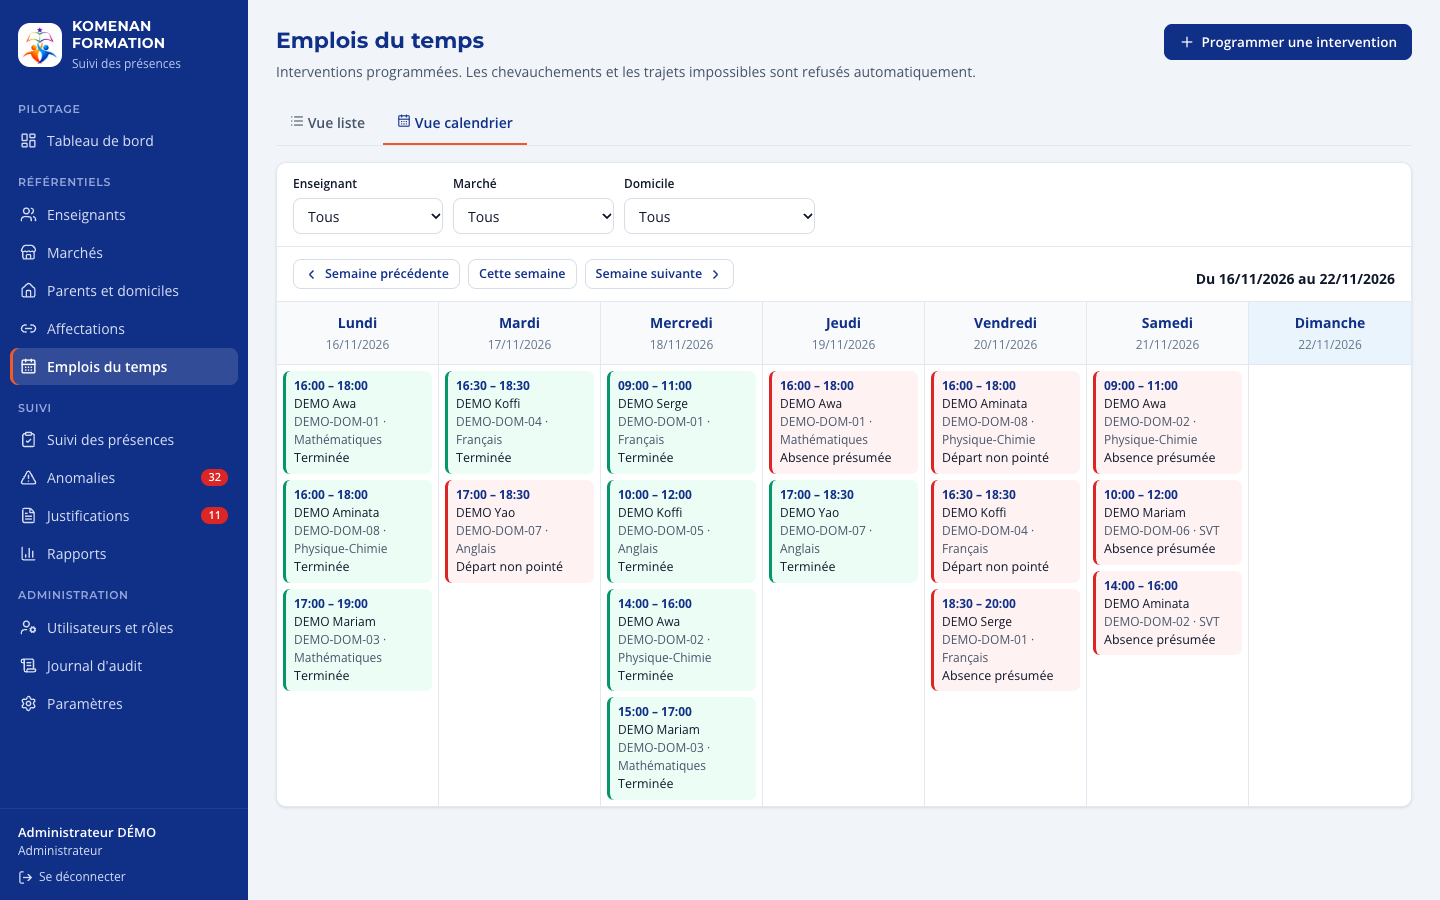 KOMENAN
FORMATION
Suivi des présences
PILOTAGE
Tableau de bord
RÉFÉRENTIELS
Enseignants
Marchés
Parents et domiciles
Affectations
Emplois du temps
SUIVI
Suivi des présences
Anomalies 32
Justifications 11
Rapports
ADMINISTRATION
Utilisateurs et rôles
Journal d'audit
Paramètres
Administrateur DÉMO
Administrateur
Se déconnecter
Emplois du temps
Programmer une intervention
Interventions programmées. Les chevauchements et les trajets impossibles sont refusés automatiquement.
Vue liste
Vue calendrier
Enseignant Marché Domicile
Tous Tous Tous
Semaine précédente Cette semaine Semaine suivante
Du 16/11/2026 au 22/11/2026
Lundi
16/11/2026
16:00 – 18:00
DEMO Awa
DEMO-DOM-01 ·
Mathématiques
Terminée
16:00 – 18:00
DEMO Aminata
DEMO-DOM-08 ·
Physique-Chimie
Terminée
17:00 – 19:00
DEMO Mariam
DEMO-DOM-03 ·
Mathématiques
Terminée
Mardi
17/11/2026
16:30 – 18:30
DEMO Koffi
DEMO-DOM-04 ·
Français
Terminée
17:00 – 18:30
DEMO Yao
DEMO-DOM-07 ·
Anglais
Départ non pointé
Mercredi
18/11/2026
09:00 – 11:00
DEMO Serge
DEMO-DOM-01 ·
Français
Terminée
10:00 – 12:00
DEMO Koffi
DEMO-DOM-05 ·
Anglais
Terminée
14:00 – 16:00
DEMO Awa
DEMO-DOM-02 ·
Physique-Chimie
Terminée
15:00 – 17:00
DEMO Mariam
DEMO-DOM-03 ·
Mathématiques
Terminée
Jeudi
19/11/2026
16:00 – 18:00
DEMO Awa
DEMO-DOM-01 ·
Mathématiques
Absence présumée
17:00 – 18:30
DEMO Yao
DEMO-DOM-07 ·
Anglais
Terminée
Vendredi
20/11/2026
16:00 – 18:00
DEMO Aminata
DEMO-DOM-08 ·
Physique-Chimie
Départ non pointé
16:30 – 18:30
DEMO Koffi
DEMO-DOM-04 ·
Français
Départ non pointé
18:30 – 20:00
DEMO Serge
DEMO-DOM-01 ·
Français
Absence présumée
Samedi
21/11/2026
09:00 – 11:00
DEMO Awa
DEMO-DOM-02 ·
Physique-Chimie
Absence présumée
10:00 – 12:00
DEMO Mariam
DEMO-DOM-06 · SVT
Absence présumée
14:00 – 16:00
DEMO Aminata
DEMO-DOM-02 · SVT
Absence présumée
Dimanche
22/11/2026